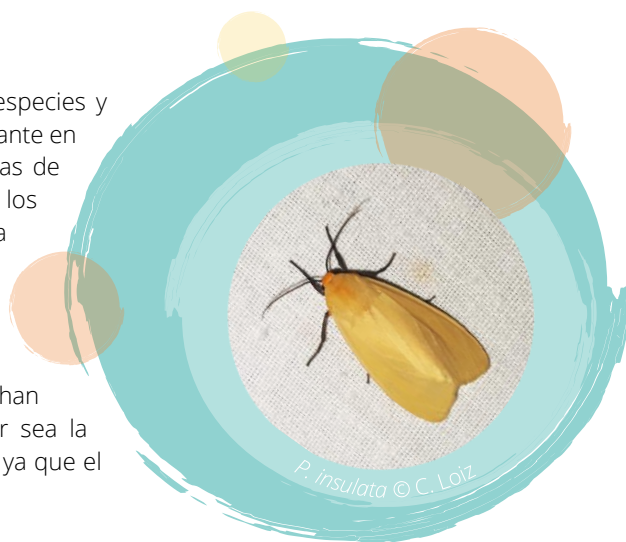 especies y
ante en
as de
los
a
han
r sea la
ya que el
P. insulata © C. Loiz